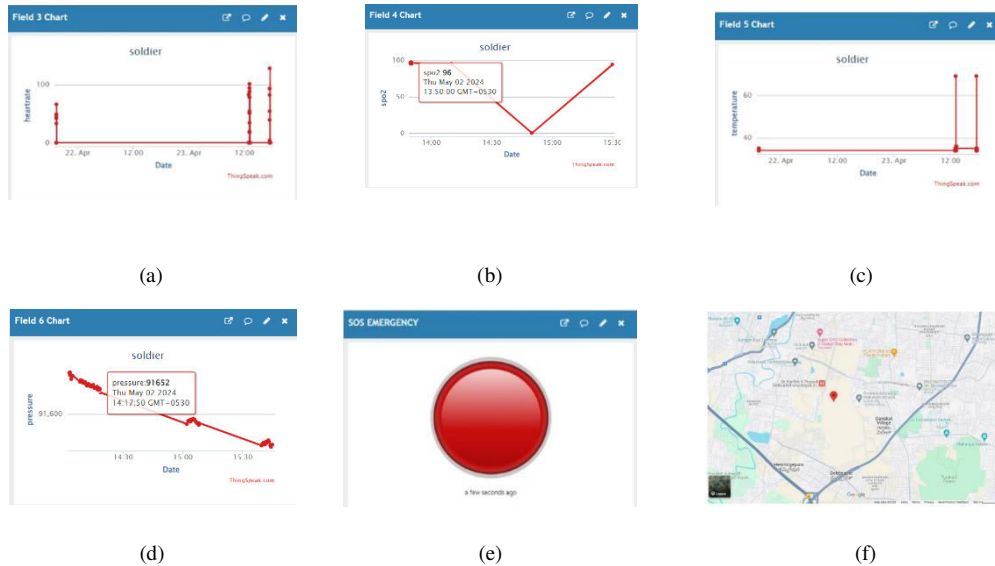 Field 3 Chart
soldier
heartrate
100
0
22. Apr 12:00 23. Apr 12:00
Date
ThingSpeak.com
(a)
Field 4 Chart
soldier
spo2
100
50
0
spo2:96
Thu May 02 2024
13:50:00 GMT+0530
14:00 14:30 15:00 15:30
Date
ThingSpeak.com
(b)
Field 5 Chart
soldier
temperature
60
40
22. Apr 12:00 23. Apr 12:00
Date
ThingSpeak.com
(c)
Field 6 Chart
soldier
pressure
91,600
pressure:91652
Thu May 02 2024
14:17:50 GMT+0530
14:30 15:00 15:30
Date
ThingSpeak.com
(d)
SOS EMERGENCY
a few seconds ago
(e)
Village
Google
(f)